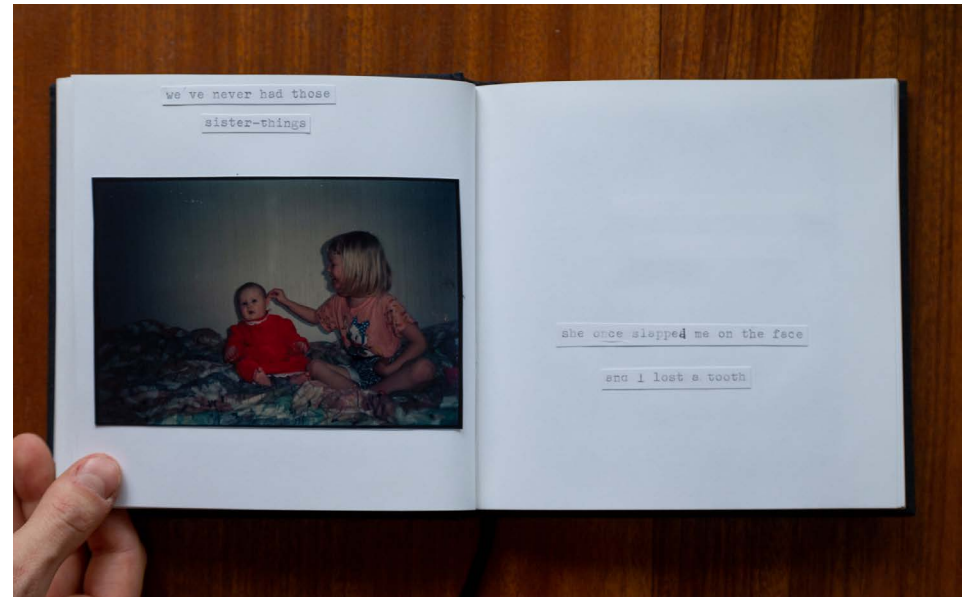 we've never had those
sister-things
she once slapped me on the face
and i lost a tooth